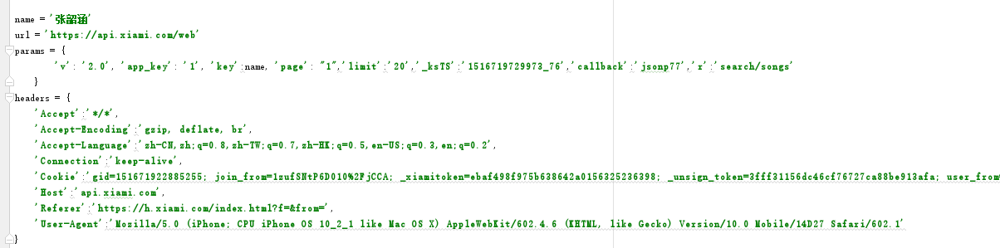 name = '张韶涵'
url = 'https://api.xiami.com/web'
params = {
'v': '2.0', 'app_key': '1', 'key':name, 'page': "1",'limit':'20','_ksTS':'1516719729973_76','callback':'jsonp77','r':'search/songs'
}
headers = {
'Accept':'*/*',
'Accept-Encoding':'gzip, deflate, br',
'Accept-Language':'zh-CN,zh;q=0.8,zh-TW;q=0.7,zh-HK;q=0.5,en-US;q=0.3,en;q=0.2',
'Connection':'keep-alive',
'Cookie':'gid=151671922885255; join_from=1zufSNtP6D010%2FjCCA; _xiamitoken=ebaf498f975b638642a0156325236398; _unsign_token=3fff31156dc46cf76727ca88be913afa; user_from=
'Host':'api.xiami.com',
'Referer':'https://h.xiami.com/index.html?f=&from=',
'User-Agent':'Mozilla/5.0 (iPhone; CPU iPhone OS 10_2_1 like Mac OS X) AppleWebKit/602.4.6 (KHTML, like Gecko) Version/10.0 Mobile/14D27 Safari/602.1'
}